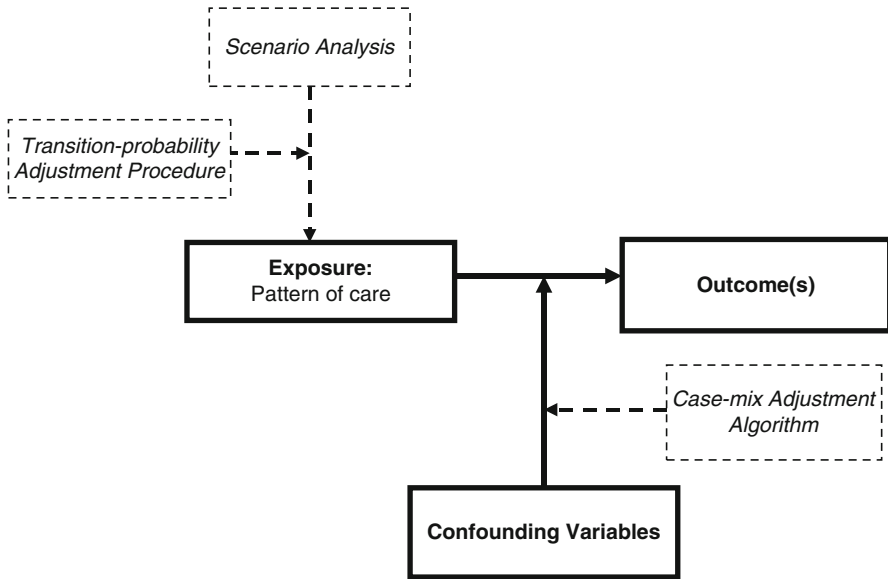 Scenario Analysis
Transition-probability
Adjustment Procedure
Exposure:
Pattern of care
Outcome(s)
Case-mix Adjustment
Algorithm
Confounding Variables